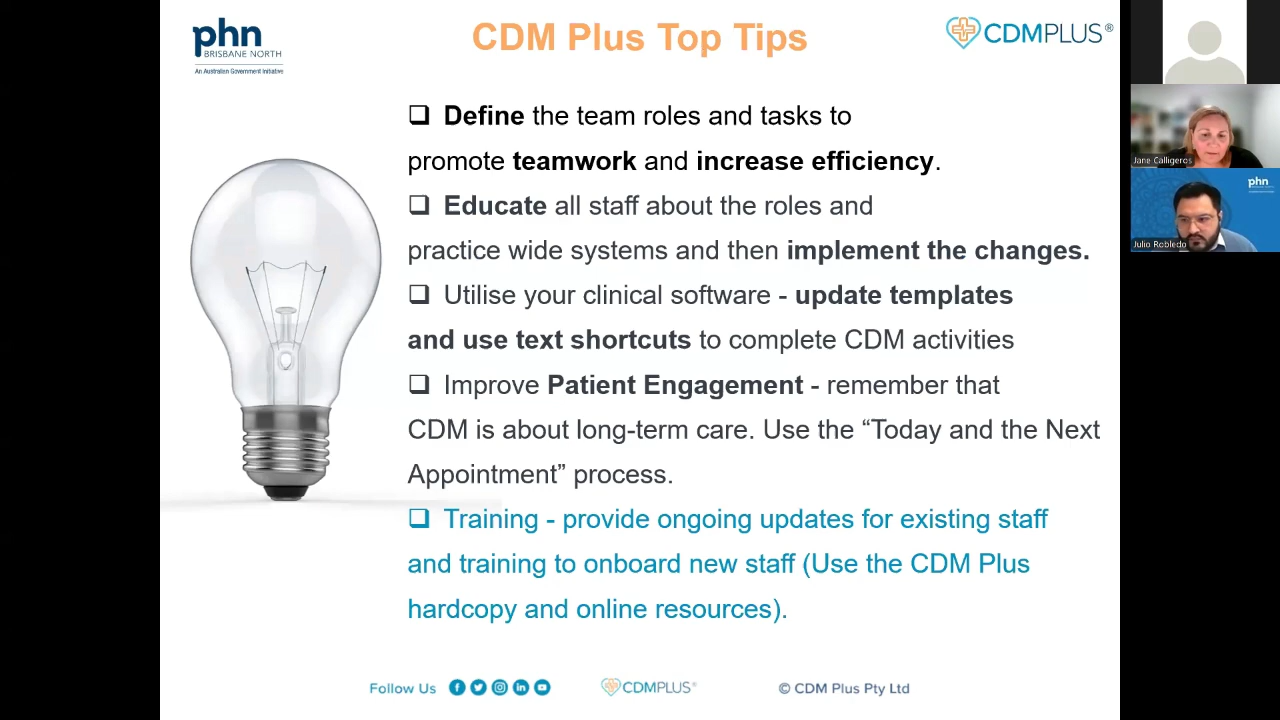 phn
BRISBANE NORTH
An Australian Government Initiative
CDM Plus Top Tips
CDMPLUS®
❑ Define the team roles and tasks to
promote teamwork and increase efficiency.
❑ Educate all staff about the roles and
practice wide systems and then implement the changes.
❑ Utilise your clinical software - update templates
and use text shortcuts to complete CDM activities
❑ Improve Patient Engagement - remember that
CDM is about long-term care. Use the “Today and the Next
Appointment” process.
❑ Training - provide ongoing updates for existing staff
and training to onboard new staff (Use the CDM Plus
hardcopy and online resources).
Follow Us
CDMPLUS®
© CDM Plus Pty Ltd
Jane Calligeros
phn
Julio Robledo